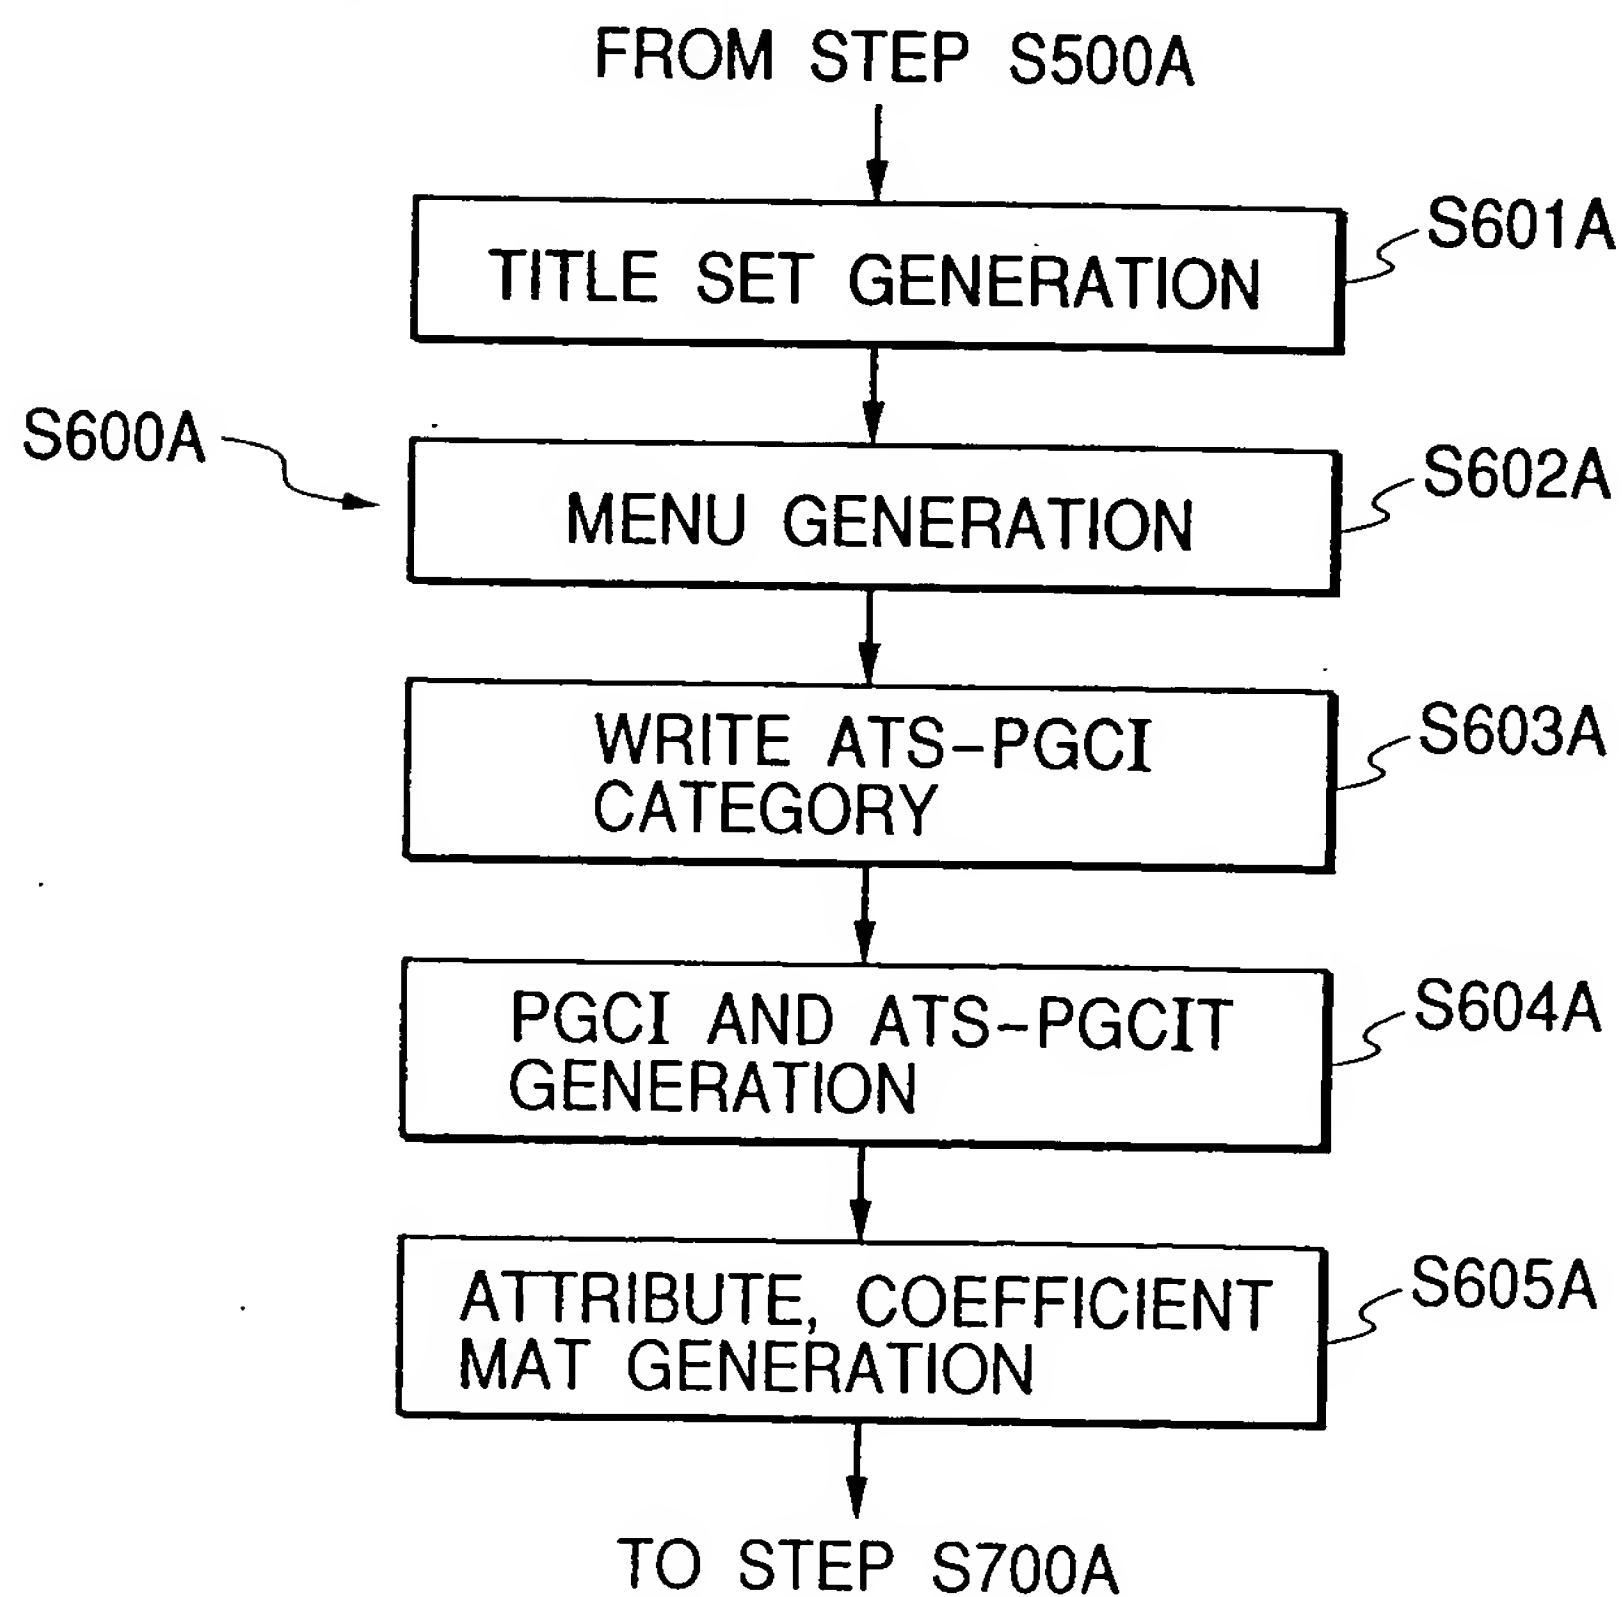 FROM STEP S500A
TITLE SET GENERATION
S601A
S600A
MENU GENERATION
S602A
WRITE ATS-PGCI
CATEGORY
S603A
PGCI AND ATS-PGCIT
GENERATION
S604A
ATTRIBUTE, COEFFICIENT
MAT GENERATION
S605A
TO STEP S700A